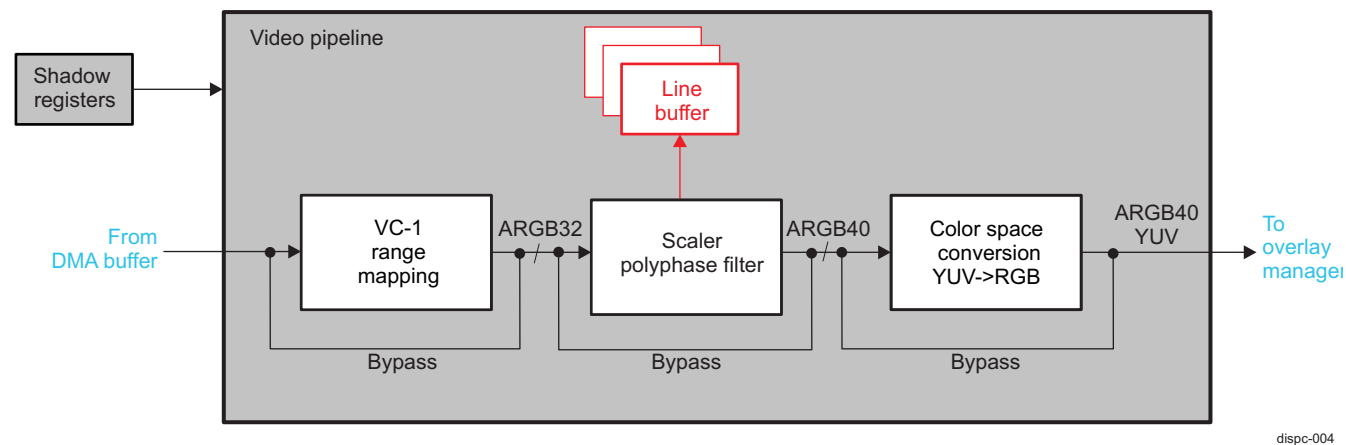 Video pipeline
Shadow
registers
Line
buffer
From
DMA buffer
VC-1
range
mapping
ARGB32
Scaler
polyphase filter
ARGB40
Color space
conversion
YUV->RGB
ARGB40
YUV
To
overlay
manager
Bypass
Bypass
Bypass
dispc-004